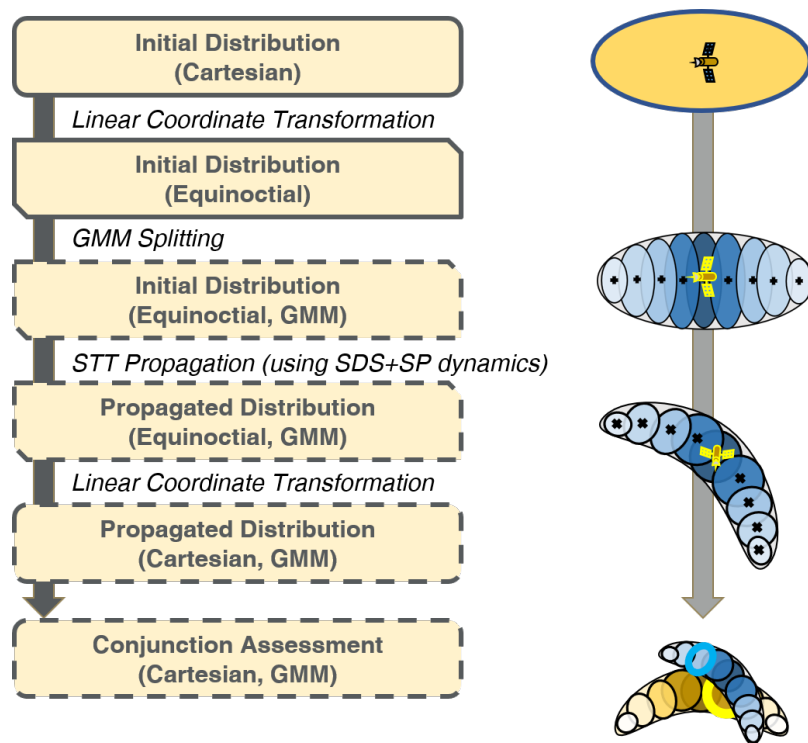 Initial Distribution
(Cartesian)
Linear Coordinate Transformation
Initial Distribution
(Equinoctial)
GMM Splitting
Initial Distribution
(Equinoctial, GMM)
STT Propagation (using SDS+SP dynamics)
Propagated Distribution
(Equinoctial, GMM)
Linear Coordinate Transformation
Propagated Distribution
(Cartesian, GMM)
Conjunction Assessment
(Cartesian, GMM)